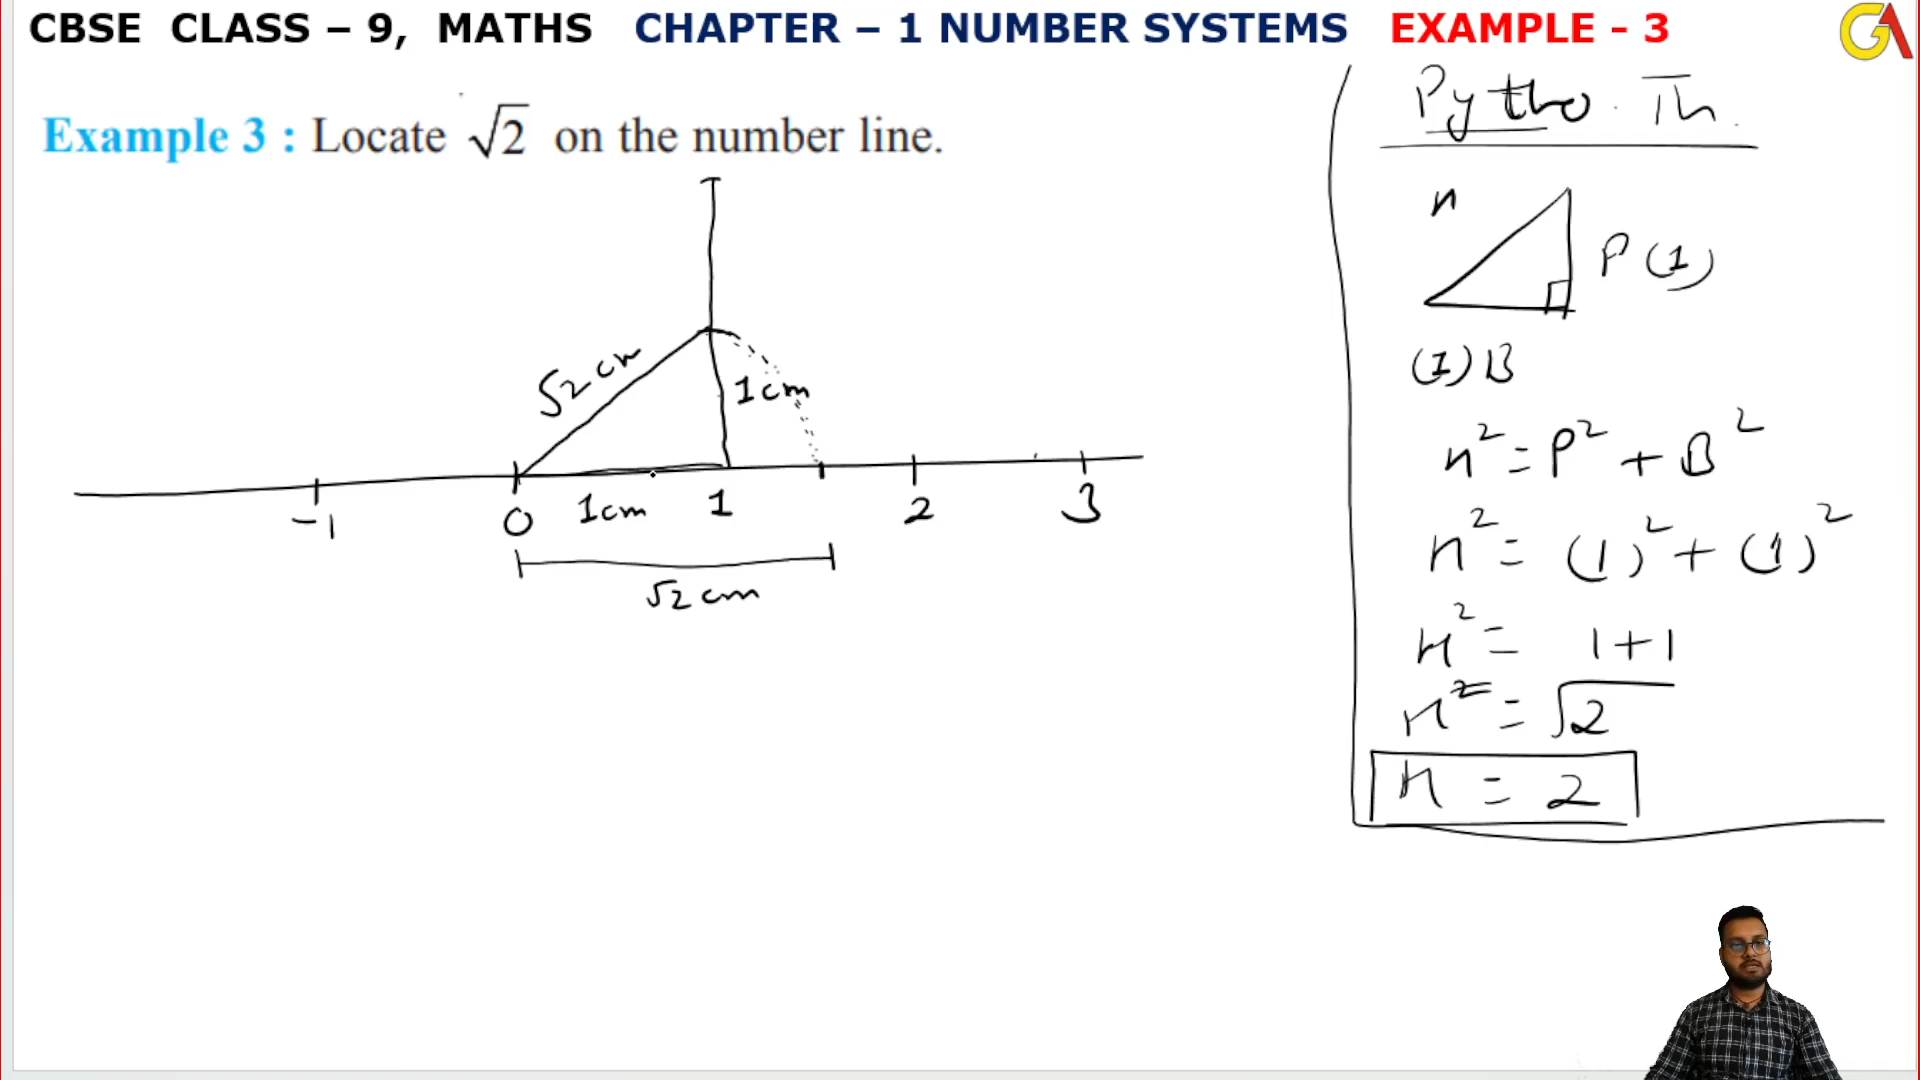 CBSE CLASS – 9, MATHS CHAPTER – 1 NUMBER SYSTEMS EXAMPLE - 3
GA
Example 3 : Locate √2 on the number line.
√2 cm
1cm
-1 0 1cm 1 2 3
√2 cm
Pytho. Th.
H
P (1)
(1) B
H² = P² + B²
H² = (1)² + (1)²
H² = 1+1
H² = √2
H = 2